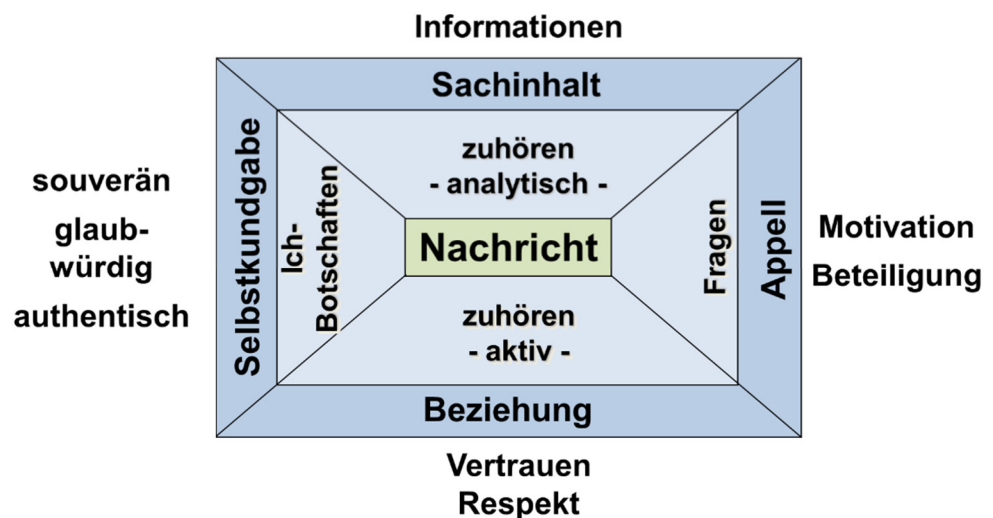 Informationen
Sachinhalt
zuhören
- analytisch -
Selbstkundgabe
Ich-
Botschaften
souverän
glaub-
würdig
authentisch
Nachricht
Fragen
Appell
Motivation
Beteiligung
zuhören
- aktiv -
Beziehung
Vertrauen
Respekt